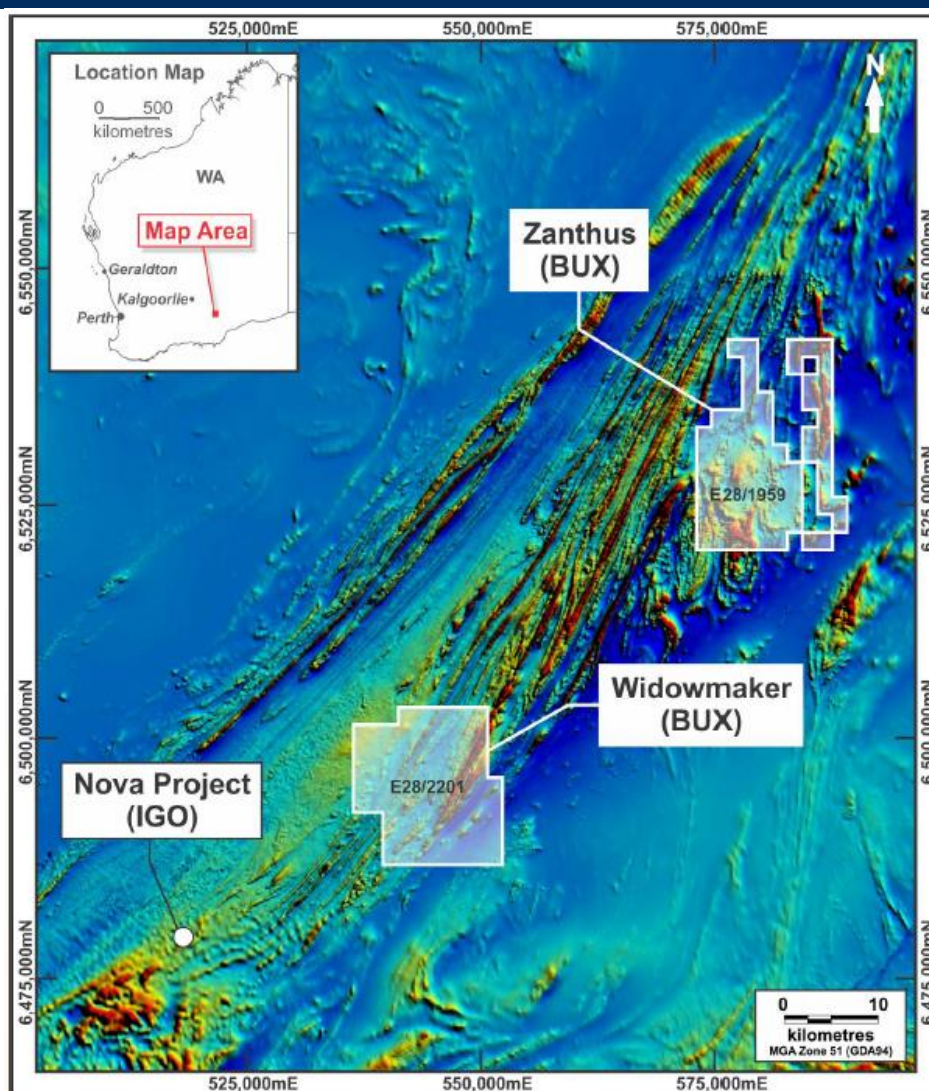 525,000mE
550,000mE
575,000mE
Location Map
0 500
kilometres
WA
Map Area
Geraldton
Kalgoorlie
Perth
N
6,550,000mN
6,550,000mN
Zanthus
(BUX)
E28/1959
6,525,000mN
6,525,000mN
Widowmaker
(BUX)
6,500,000mN
6,500,000mN
E28/2201
Nova Project
(IGO)
6,475,000mN
6,475,000mN
0 10
kilometres
MGA Zone 51 (GDA94)
525,000mE
550,000mE
575,000mE